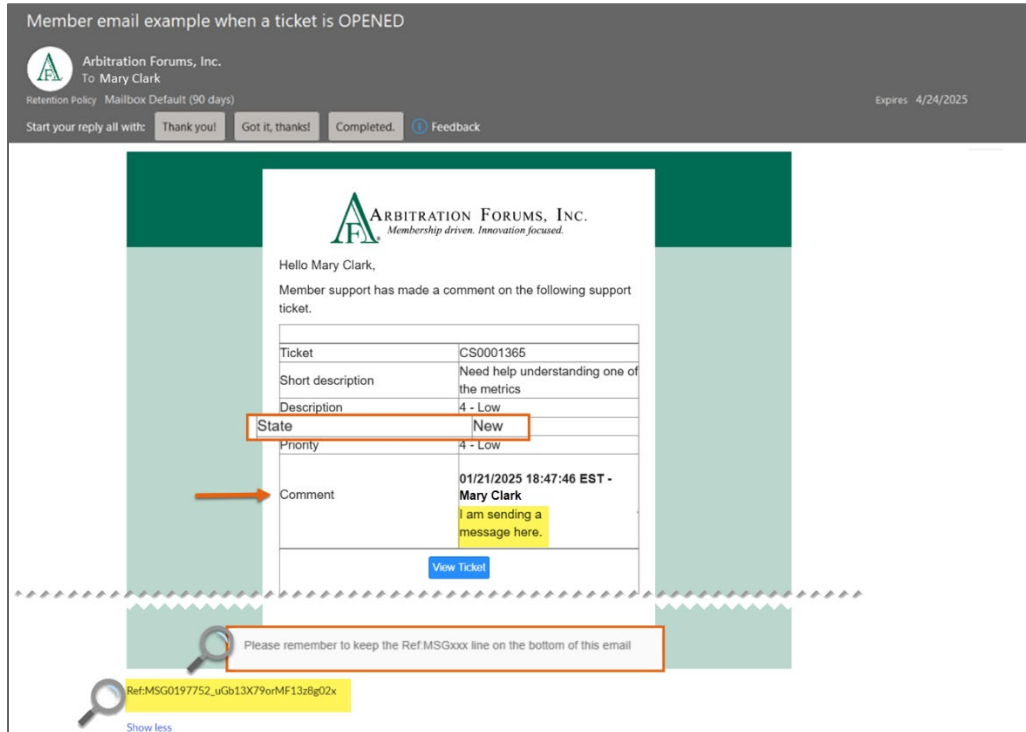 Member email example when a ticket is OPENED
Arbitration Forums, Inc.
To Mary Clark
Retention Policy Mailbox Default (90 days)
Expires 4/24/2025
Start your reply all with: Thank you! Got it, thanks! Completed. Feedback
ARBITRATION FORUMS, INC.
Membership driven. Innovation focused.
Hello Mary Clark,
Member support has made a comment on the following support
ticket.
Ticket CS0001365
Short description Need help understanding one of
the metrics
Description 4 - Low
State New
Priority 4 - Low
01/21/2025 18:47:46 EST -
Comment Mary Clark
I am sending a
message here.
View Ticket
Please remember to keep the Ref:MSGxxx line on the bottom of this email
Ref:MSG0197752_uGb13X79orMF13z8g02x
Show less